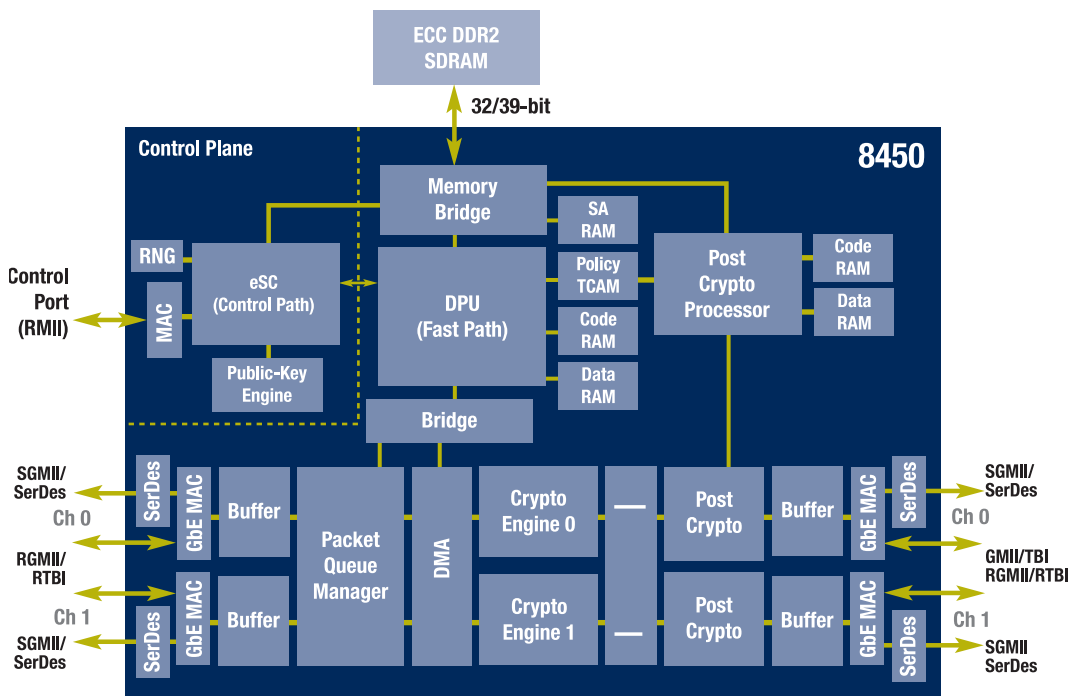 ECC DDR2
SDRAM
32/39-bit
Control Plane
8450
Memory
Bridge
SA
RAM
RNG
eSC
(Control Path)
DPU
(Fast Path)
Policy
TCAM
Post
Crypto
Processor
Code
RAM
Data
RAM
Control
Port
(RMII)
MAC
Public-Key
Engine
Code
RAM
Data
RAM
Bridge
SGMII/
SerDes
Ch 0
RGMII/
RTBI
Ch 1
SGMII/
SerDes
SerDes
GbE MAC
Buffer
SerDes
GbE MAC
Buffer
Packet
Queue
Manager
DMA
Crypto
Engine 0
Crypto
Engine 1
—
—
Post
Crypto
Post
Crypto
Buffer
GbE MAC
SerDes
Buffer
GbE MAC
SerDes
SGMII/
SerDes
Ch 0
GMII/TBI
RGMII/RTBI
Ch 1
SGMII
SerDes